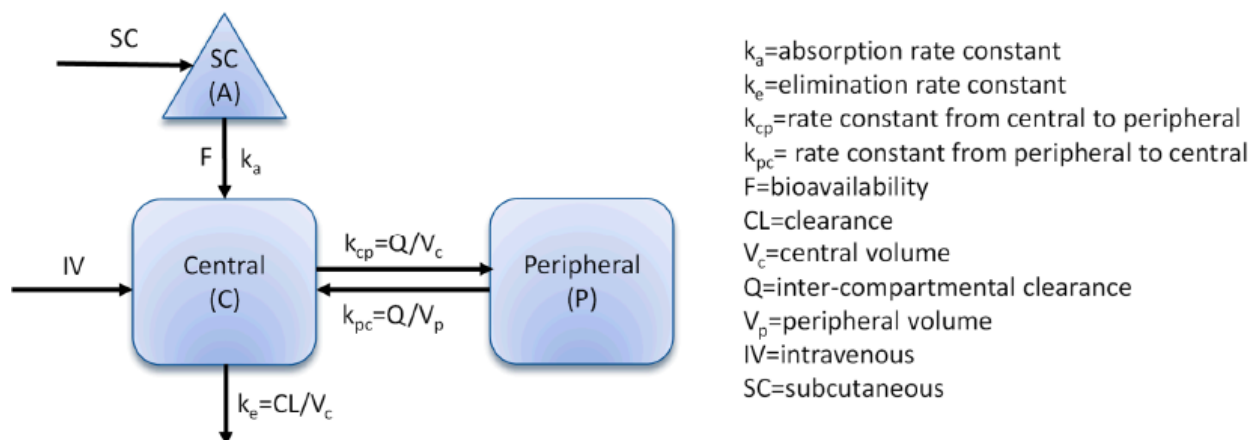 SC
SC
(A)
F
kₐ
IV
Central
(C)
k_cp=Q/V_c
k_pc=Q/V_p
Peripheral
(P)
k_e=CL/V_c
kₐ=absorption rate constant
k_e=elimination rate constant
k_cp=rate constant from central to peripheral
k_pc= rate constant from peripheral to central
F=bioavailability
CL=clearance
V_c=central volume
Q=inter-compartmental clearance
V_p=peripheral volume
IV=intravenous
SC=subcutaneous